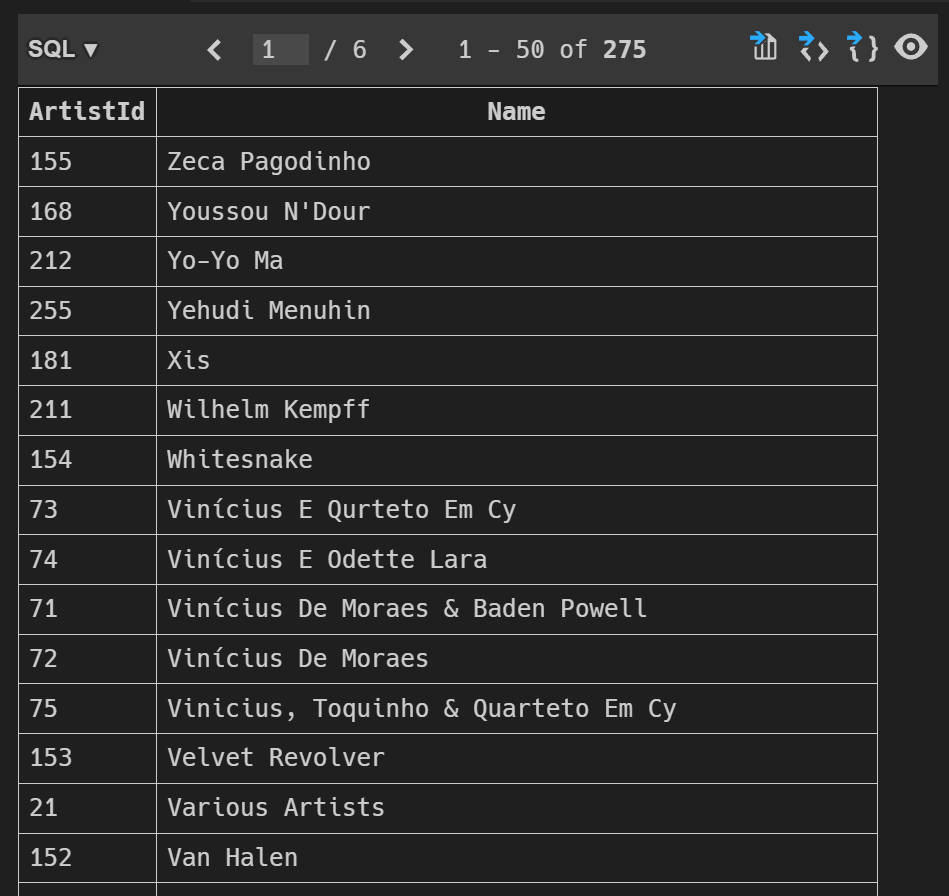 SQL ▼ 1 / 6 1 - 50 of 275
ArtistId Name
155 Zeca Pagodinho
168 Youssou N'Dour
212 Yo-Yo Ma
255 Yehudi Menuhin
181 Xis
211 Wilhelm Kempff
154 Whitesnake
73 Vinícius E Qurteto Em Cy
74 Vinícius E Odette Lara
71 Vinícius De Moraes & Baden Powell
72 Vinícius De Moraes
75 Vinicius, Toquinho & Quarteto Em Cy
153 Velvet Revolver
21 Various Artists
152 Van Halen